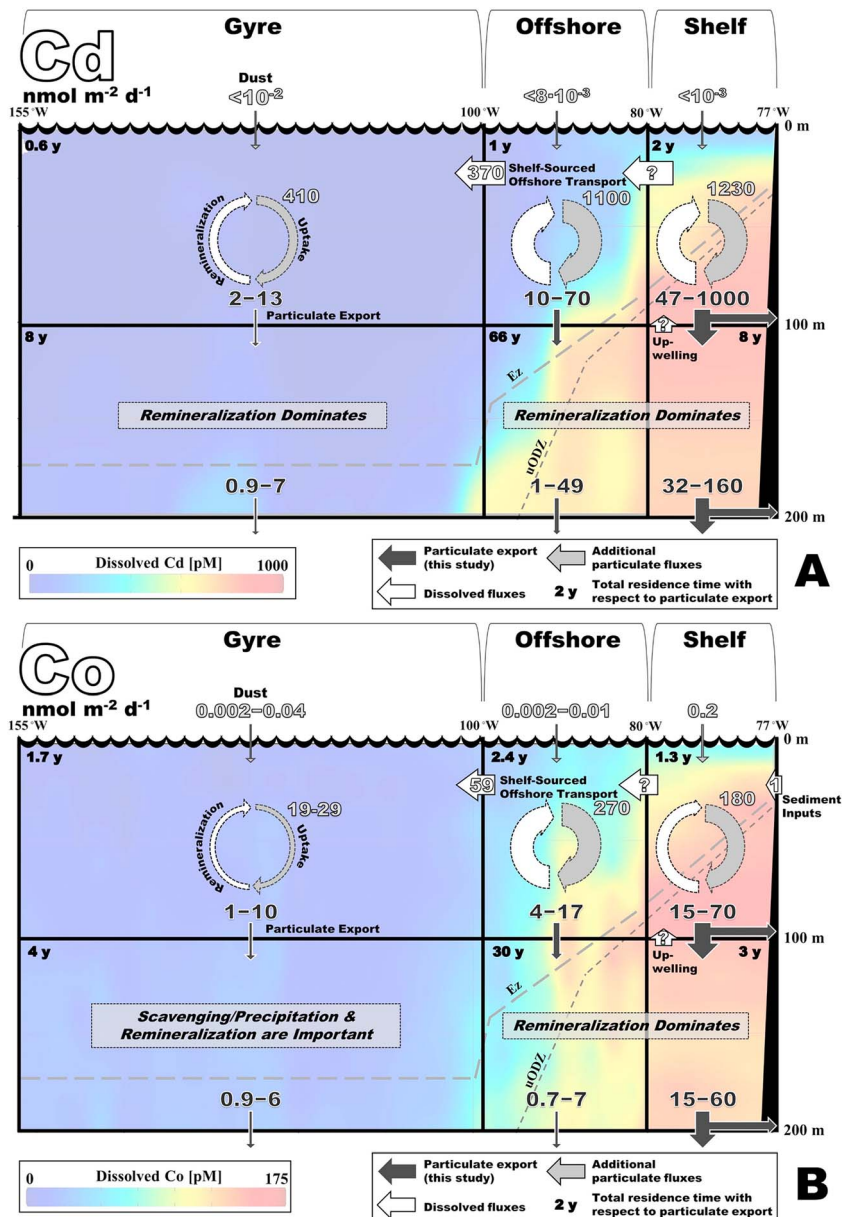 Gyre Offshore Shelf
Cd
nmol m⁻² d⁻¹
Dust
<10⁻² <8·10⁻³ <10⁻³
155°W 100°W 80°W 77°W
0 m
0.6 y 1 y 2 y
370 Shelf-Sourced Offshore Transport ?
410 1100 1230
Remineralization Uptake
2–13 10–70 47–1000
Particulate Export
100 m
8 y 66 y ? 8 y
Up-
welling
Ez
Remineralization Dominates Remineralization Dominates
uODZ
0.9–7 1–49 32–160
200 m
0 Dissolved Cd [pM] 1000
Particulate export
(this study)
Additional
particulate fluxes
Dissolved fluxes
2 y Total residence time with
respect to particulate export
A
Gyre Offshore Shelf
Co
nmol m⁻² d⁻¹
Dust
0.002–0.04 0.002–0.01 0.2
155°W 100°W 80°W 77°W
0 m
1.7 y 2.4 y 1.3 y
59 Shelf-Sourced
Offshore Transport ? 1
Sediment
Inputs
19-29 270 180
Remineralization Uptake
1–10 4–17 15–70
Particulate Export
100 m
4 y 30 y ? 3 y
Up-
welling
Ez
Scavenging/Precipitation &
Remineralization are Important
Remineralization Dominates
uODZ
0.9–6 0.7–7 15–60
200 m
0 Dissolved Co [pM] 175
Particulate export
(this study)
Additional
particulate fluxes
Dissolved fluxes
2 y Total residence time with
respect to particulate export
B